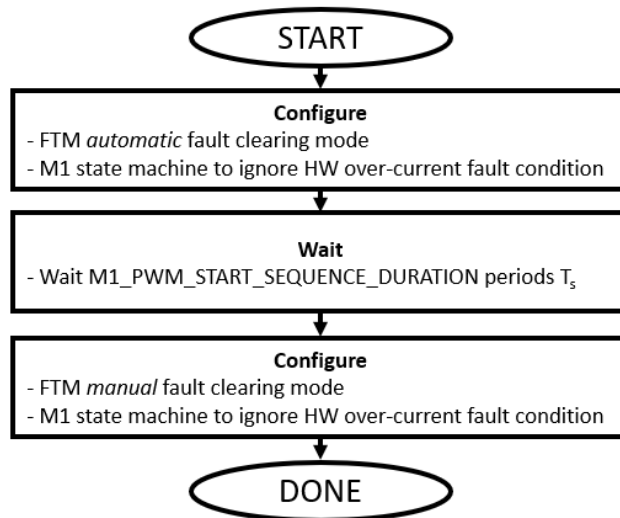 START
Configure
- FTM automatic fault clearing mode
- M1 state machine to ignore HW over-current fault condition
Wait
- Wait M1_PWM_START_SEQUENCE_DURATION periods Ts
Configure
- FTM manual fault clearing mode
- M1 state machine to ignore HW over-current fault condition
DONE